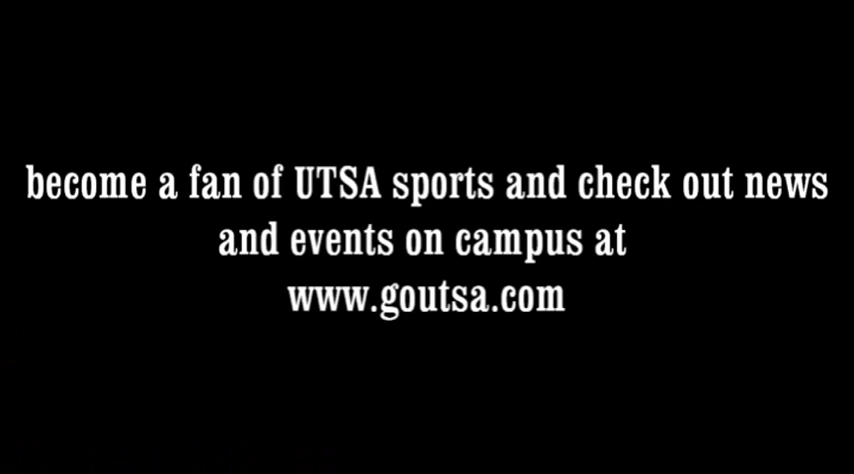 become a fan of UTSA sports and check out news
and events on campus at
www.goutsa.com